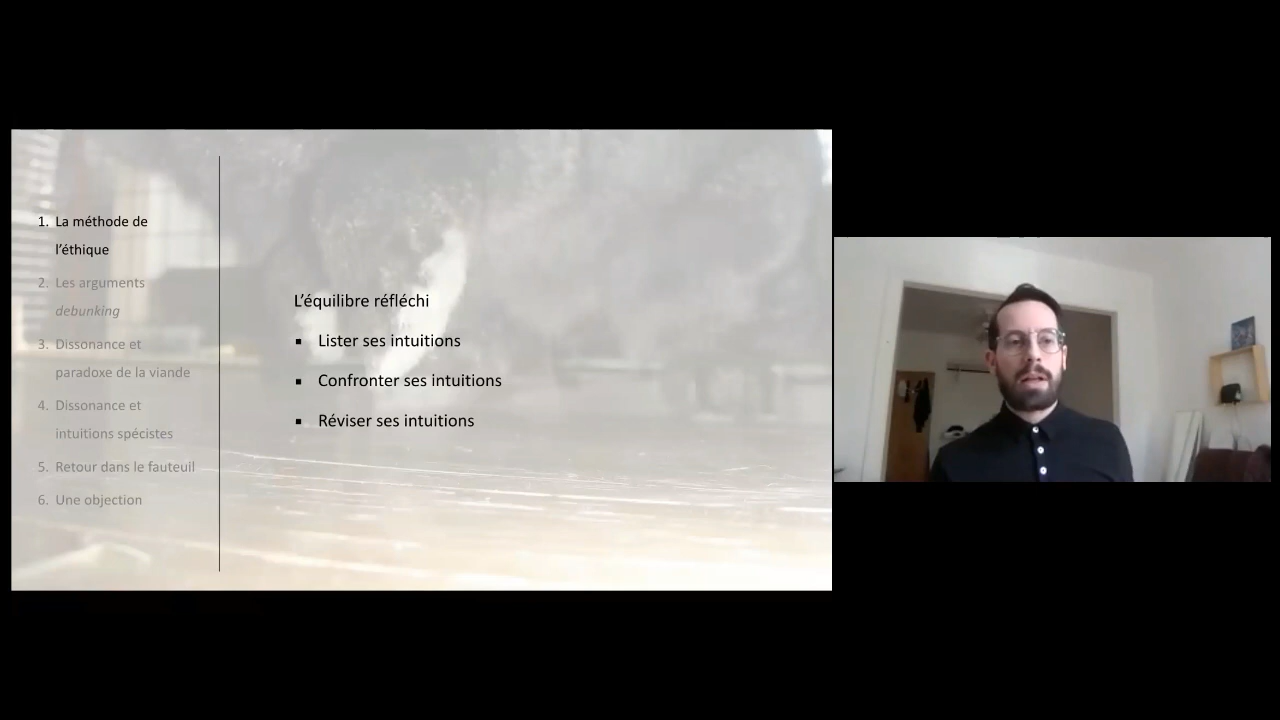 1. La méthode de
l’éthique
2. Les arguments
debunking
3. Dissonance et
paradoxe de la viande
4. Dissonance et
intuitions spécistes
5. Retour dans le fauteuil
6. Une objection
L’équilibre réfléchi
▪ Lister ses intuitions
▪ Confronter ses intuitions
▪ Réviser ses intuitions